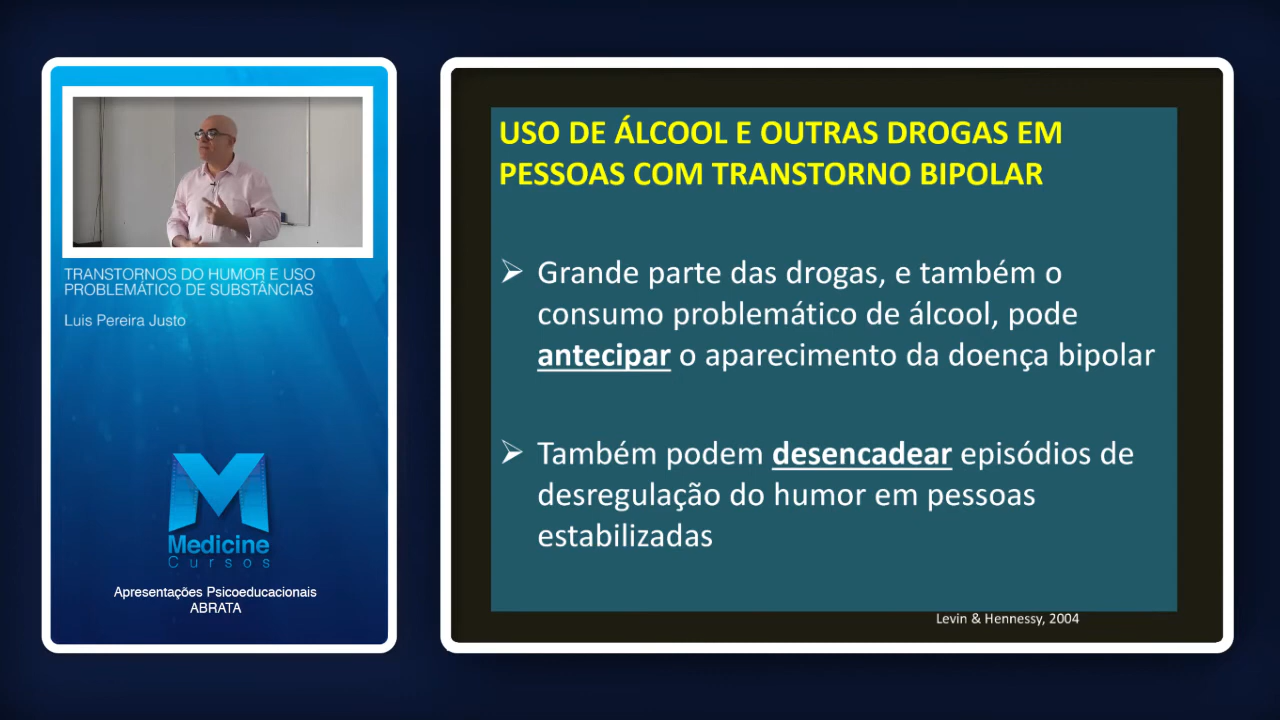 TRANSTORNOS DO HUMOR E USO
PROBLEMÁTICO DE SUBSTÂNCIAS
Luis Pereira Justo
Medicine
Cursos
Apresentações Psicoeducacionais
ABRATA
USO DE ÁLCOOL E OUTRAS DROGAS EM
PESSOAS COM TRANSTORNO BIPOLAR
➢ Grande parte das drogas, e também o
consumo problemático de álcool, pode
antecipar o aparecimento da doença bipolar
➢ Também podem desencadear episódios de
desregulação do humor em pessoas
estabilizadas
Levin & Hennessy, 2004